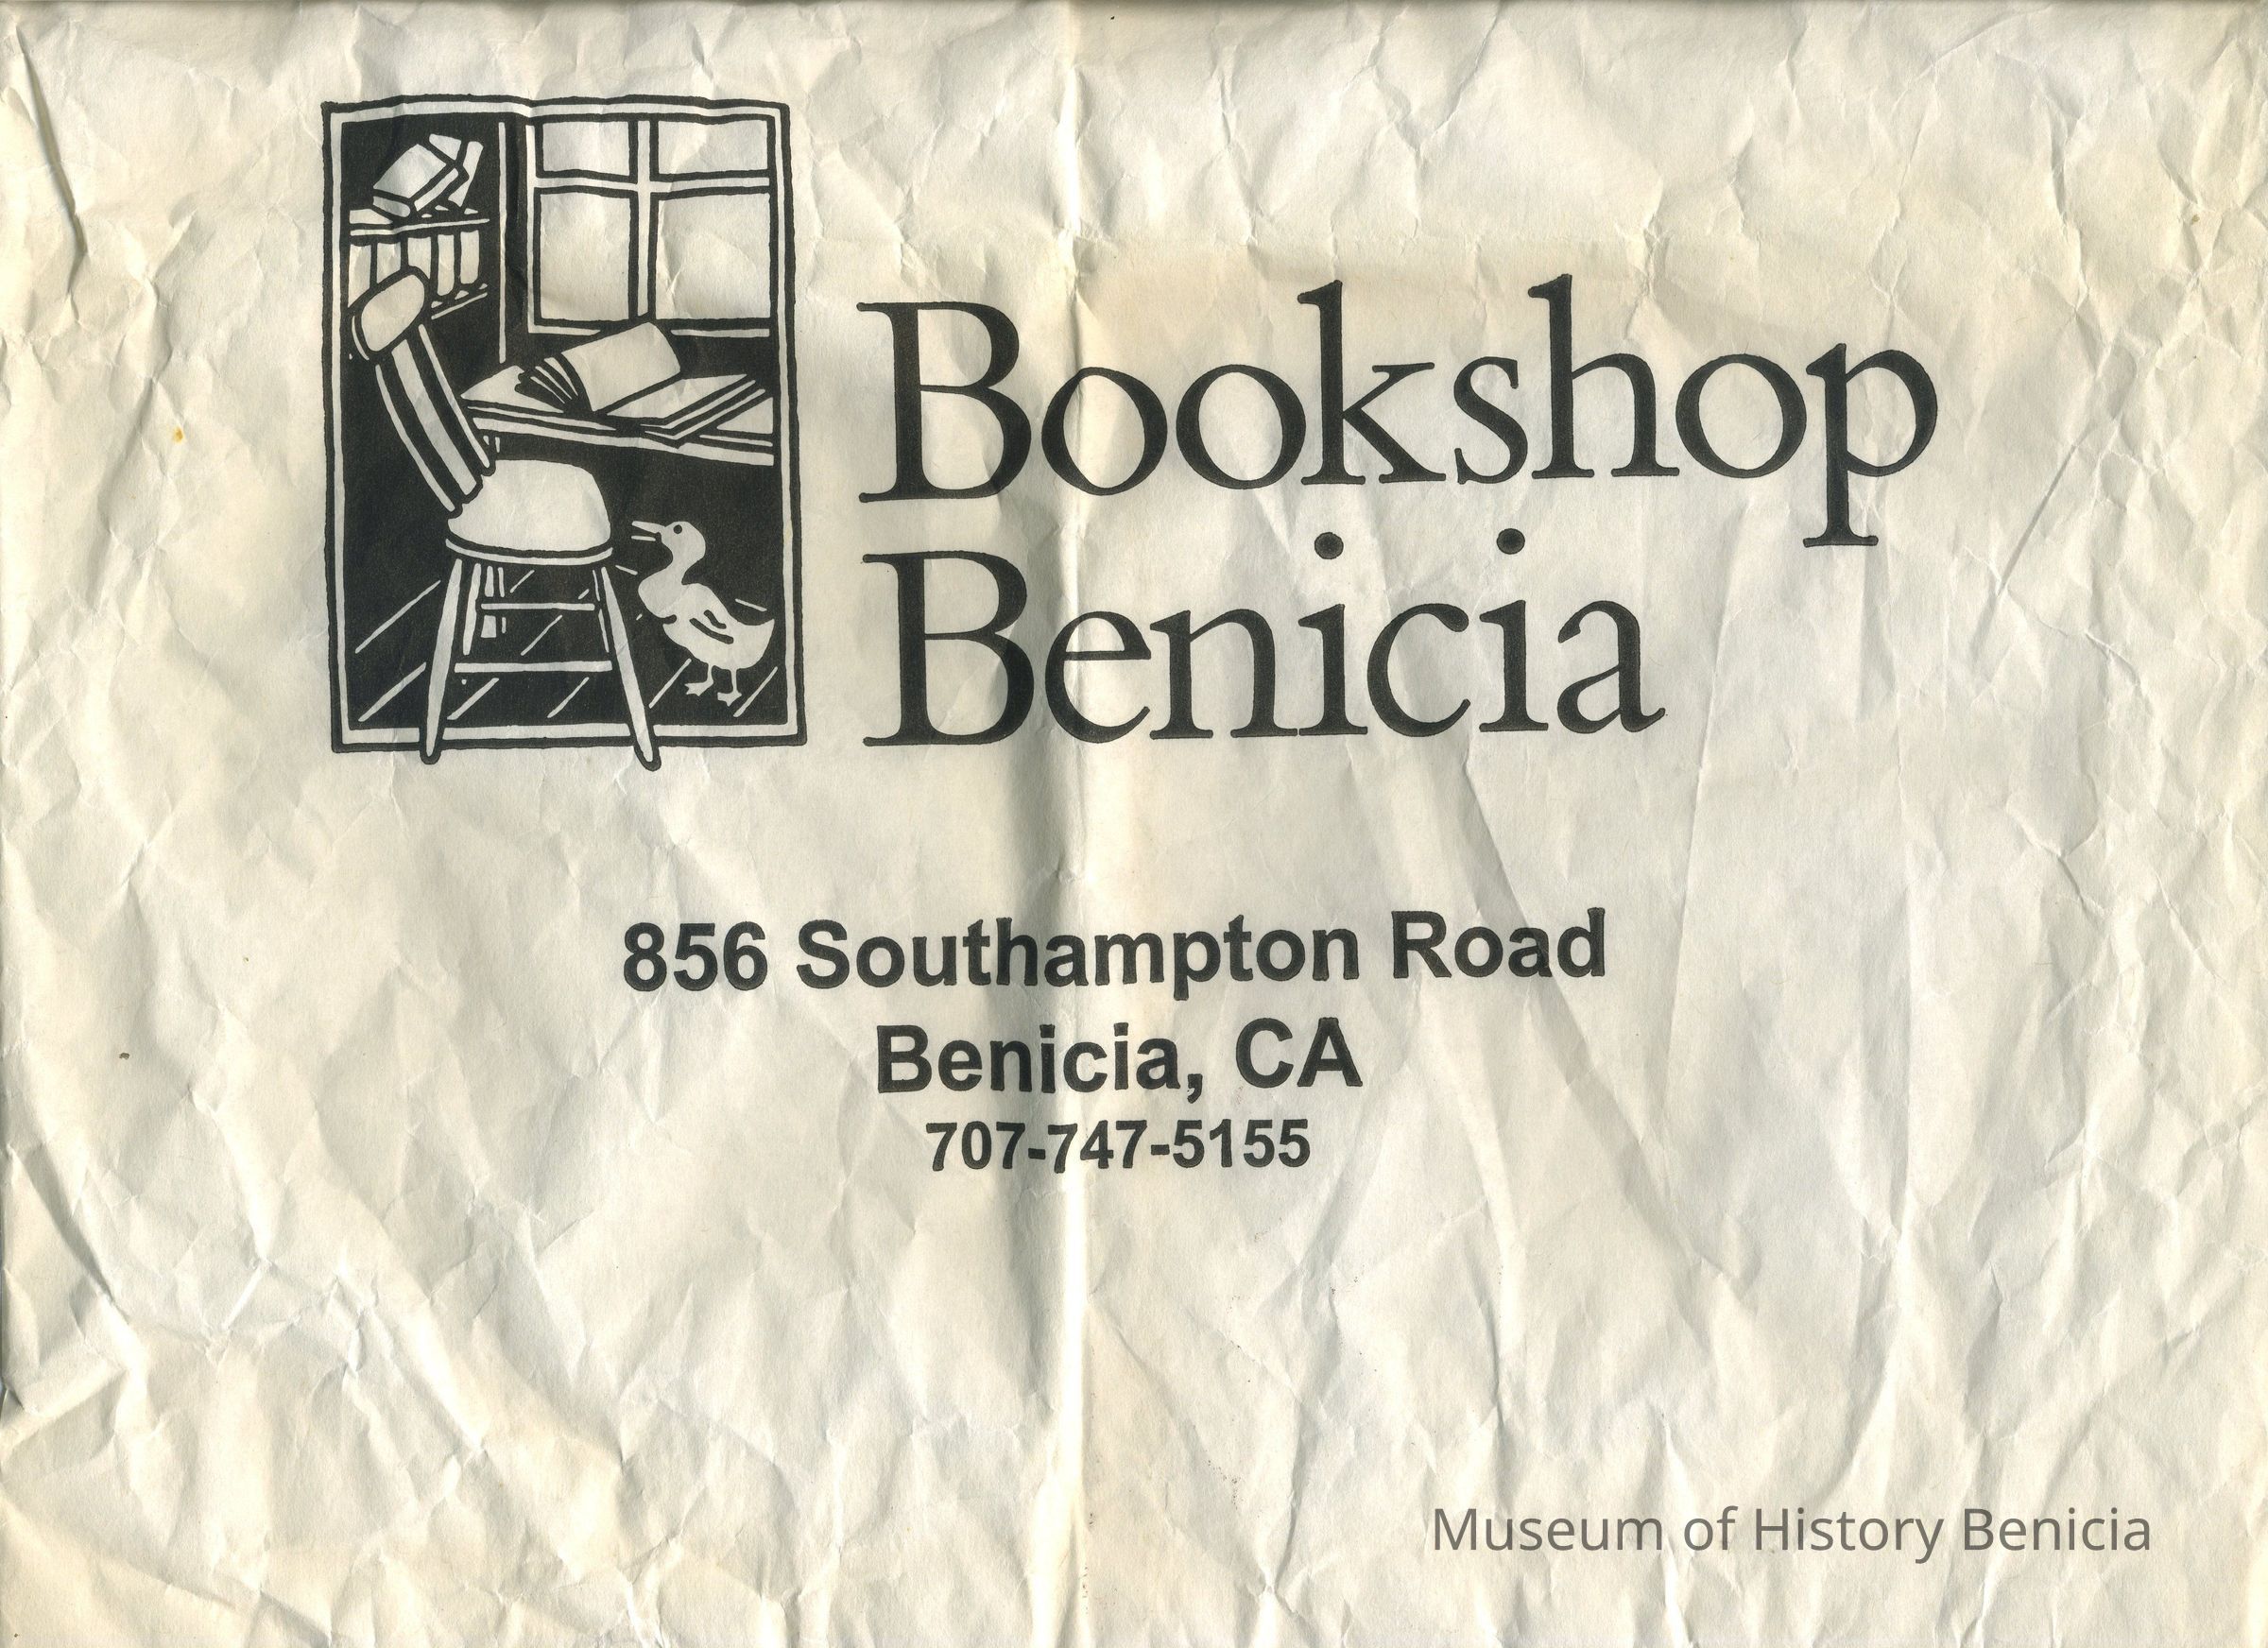 Bookshop
Benicia
856 Southampton Road
Benicia, CA
707-747-5155
Museum of History Benicia